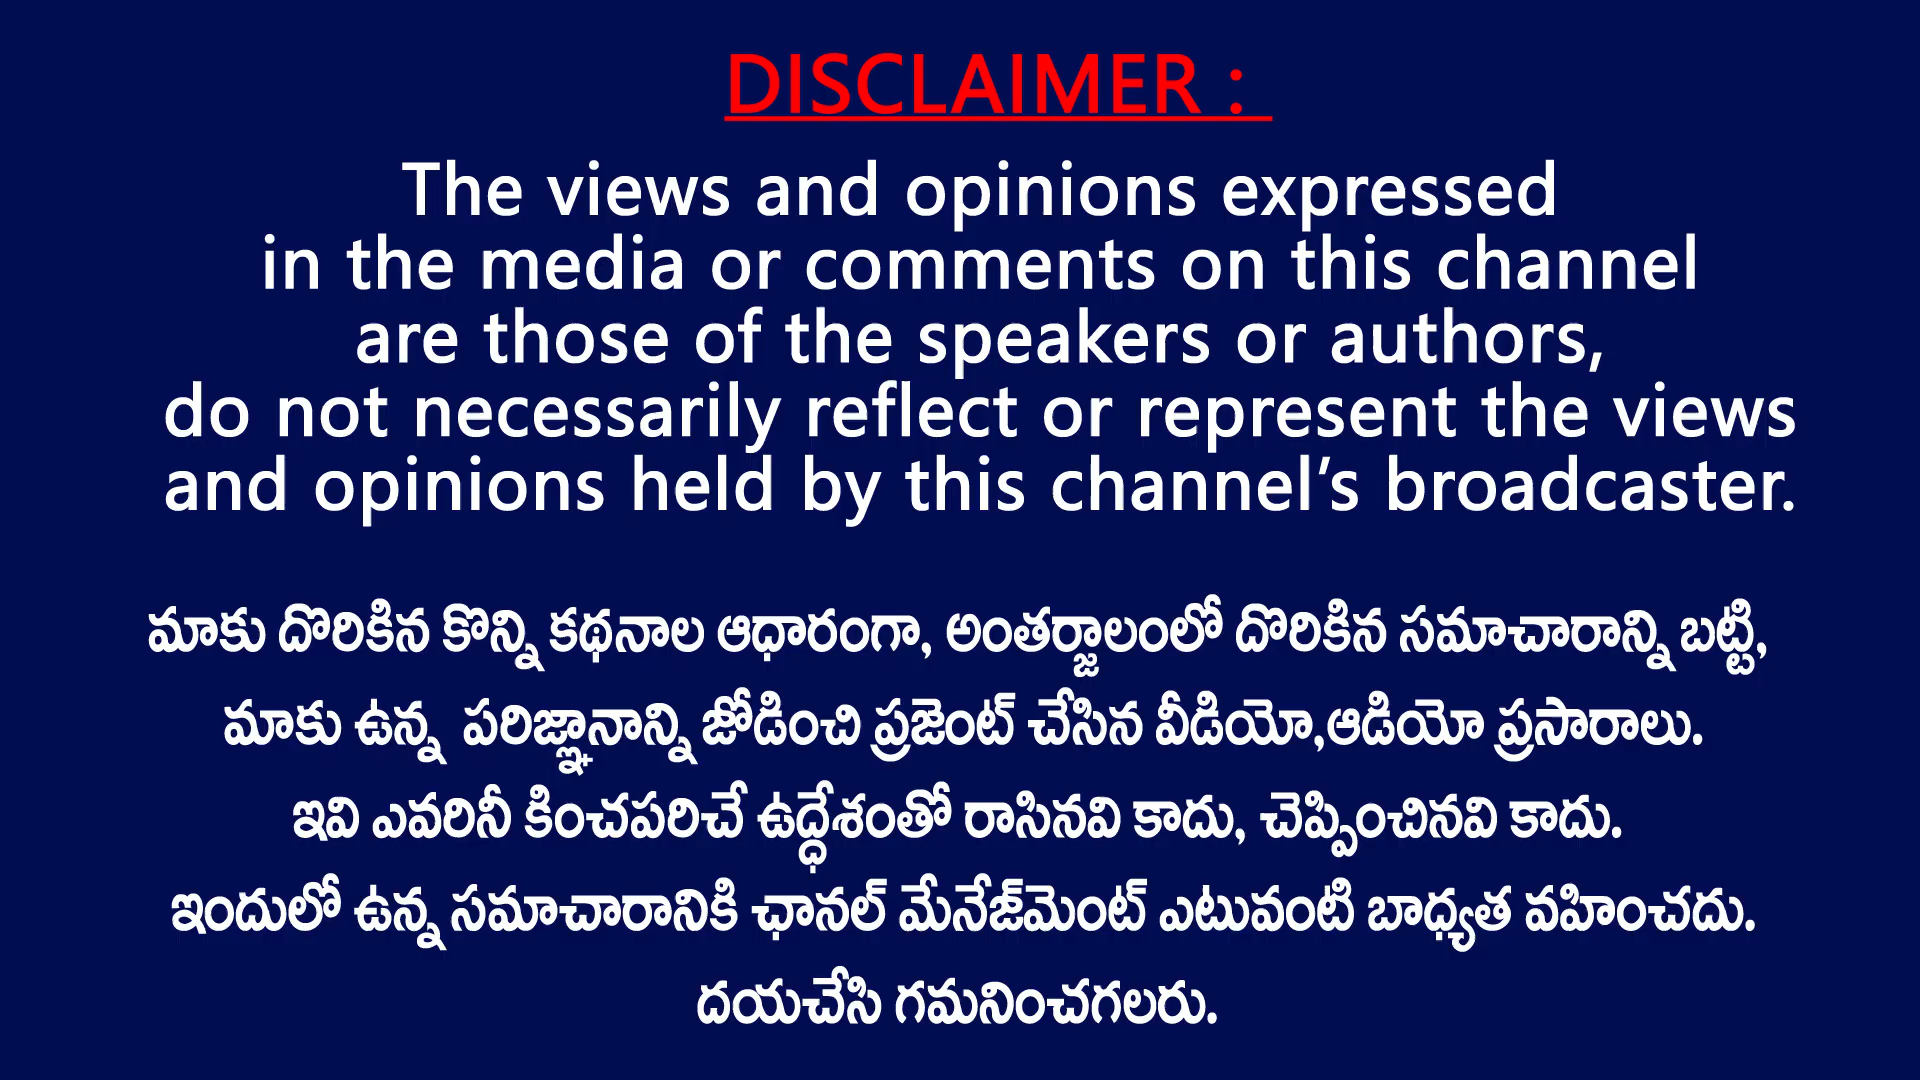 DISCLAIMER :
The views and opinions expressed
in the media or comments on this channel
are those of the speakers or authors,
do not necessarily reflect or represent the views
and opinions held by this channel’s broadcaster.
మాకు దొరికిన కొన్ని కథనాల ఆధారంగా, అంతర్జాలంలో దొరికిన సమాచారాన్ని బట్టి,
మాకు ఉన్న పరిజ్ఞానాన్ని జోడించి ప్రజెంట్ చేసిన వీడియో,ఆడియో ప్రసారాలు.
ఇవి ఎవరినీ కించపరిచే ఉద్ధేశంతో రాసినవి కాదు, చెప్పించినవి కాదు.
ఇందులో ఉన్న సమాచారానికి ఛానల్ మేనేజ్‌మెంట్ ఎటువంటి బాధ్యత వహించదు.
దయచేసి గమనించగలరు.